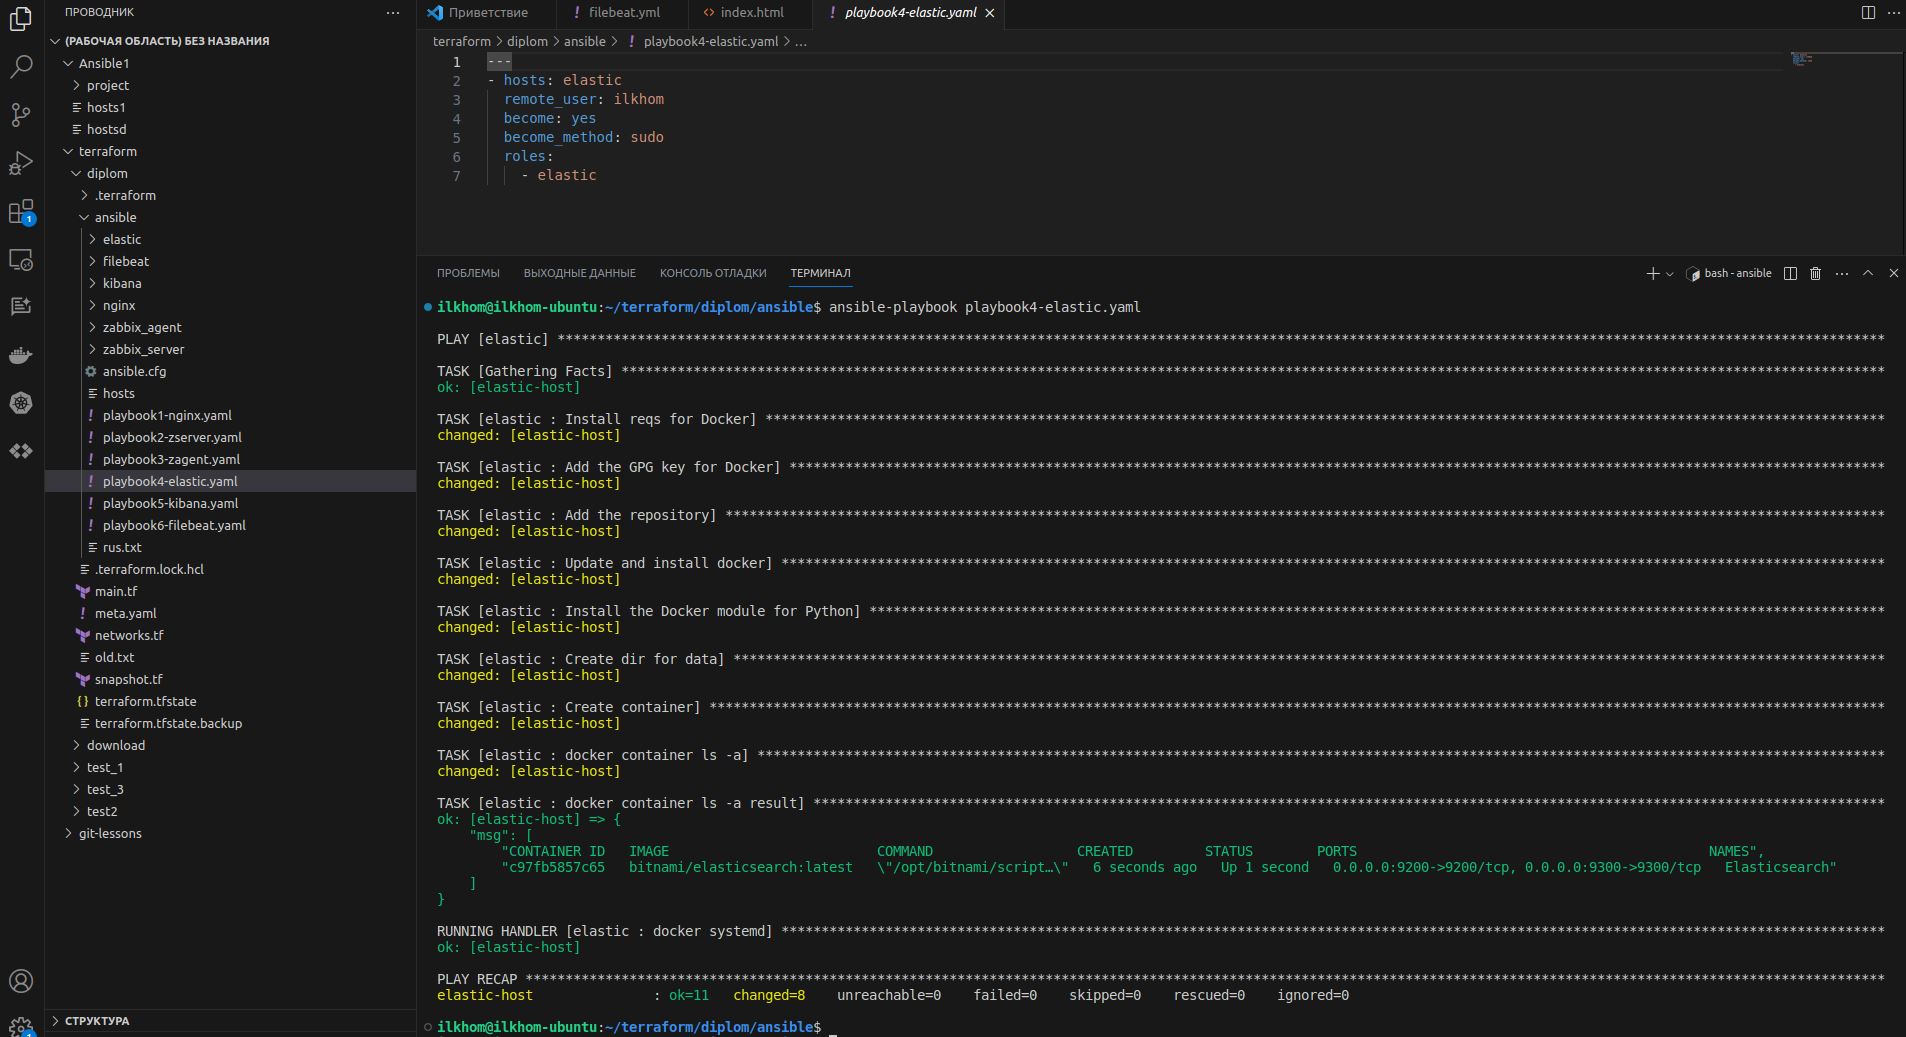 ПРОВОДНИК
(РАБОЧАЯ ОБЛАСТЬ) БЕЗ НАЗВАНИЯ
Ansible1
project
hosts1
hostsd
terraform
diplom
.terraform
ansible
elastic
filebeat
kibana
nginx
zabbix_agent
zabbix_server
ansible.cfg
hosts
playbook1-nginx.yaml
playbook2-zserver.yaml
playbook3-zagent.yaml
playbook4-elastic.yaml
playbook5-kibana.yaml
playbook6-filebeat.yaml
rus.txt
.terraform.lock.hcl
main.tf
meta.yaml
networks.tf
old.txt
snapshot.tf
terraform.tfstate
terraform.tfstate.backup
download
test_1
test_3
test2
git-lessons
СТРУКТУРА
1
1
Приветствие filebeat.yml index.html playbook4-elastic.yaml
terraform > diplom > ansible > ! playbook4-elastic.yaml > ...
1 ---
2 - hosts: elastic
3 remote_user: ilkhom
4 become: yes
5 become_method: sudo
6 roles:
7 - elastic
ПРОБЛЕМЫ ВЫХОДНЫЕ ДАННЫЕ КОНСОЛЬ ОТЛАДКИ ТЕРМИНАЛ bash - ansible
ilkhom@ilkhom-ubuntu:~/terraform/diplom/ansible$ ansible-playbook playbook4-elastic.yaml
PLAY [elastic] ****
TASK [Gathering Facts] ****
ok: [elastic-host]
TASK [elastic : Install reqs for Docker] ****
changed: [elastic-host]
TASK [elastic : Add the GPG key for Docker] ****
changed: [elastic-host]
TASK [elastic : Add the repository] ****
changed: [elastic-host]
TASK [elastic : Update and install docker] ****
changed: [elastic-host]
TASK [elastic : Install the Docker module for Python] ****
changed: [elastic-host]
TASK [elastic : Create dir for data] ****
changed: [elastic-host]
TASK [elastic : Create container] ****
changed: [elastic-host]
TASK [elastic : docker container ls -a] ****
changed: [elastic-host]
TASK [elastic : docker container ls -a result] ****
ok: [elastic-host] => {
"msg": [
"CONTAINER ID IMAGE COMMAND CREATED STATUS PORTS NAMES",
"c97fb5857c65 bitnami/elasticsearch:latest \"/opt/bitnami/script…\" 6 seconds ago Up 1 second 0.0.0.0:9200->9200/tcp, 0.0.0.0:9300->9300/tcp Elasticsearch"
]
}
RUNNING HANDLER [elastic : docker systemd] ****
ok: [elastic-host]
PLAY RECAP ****
elastic-host : ok=11 changed=8 unreachable=0 failed=0 skipped=0 rescued=0 ignored=0
ilkhom@ilkhom-ubuntu:~/terraform/diplom/ansible$